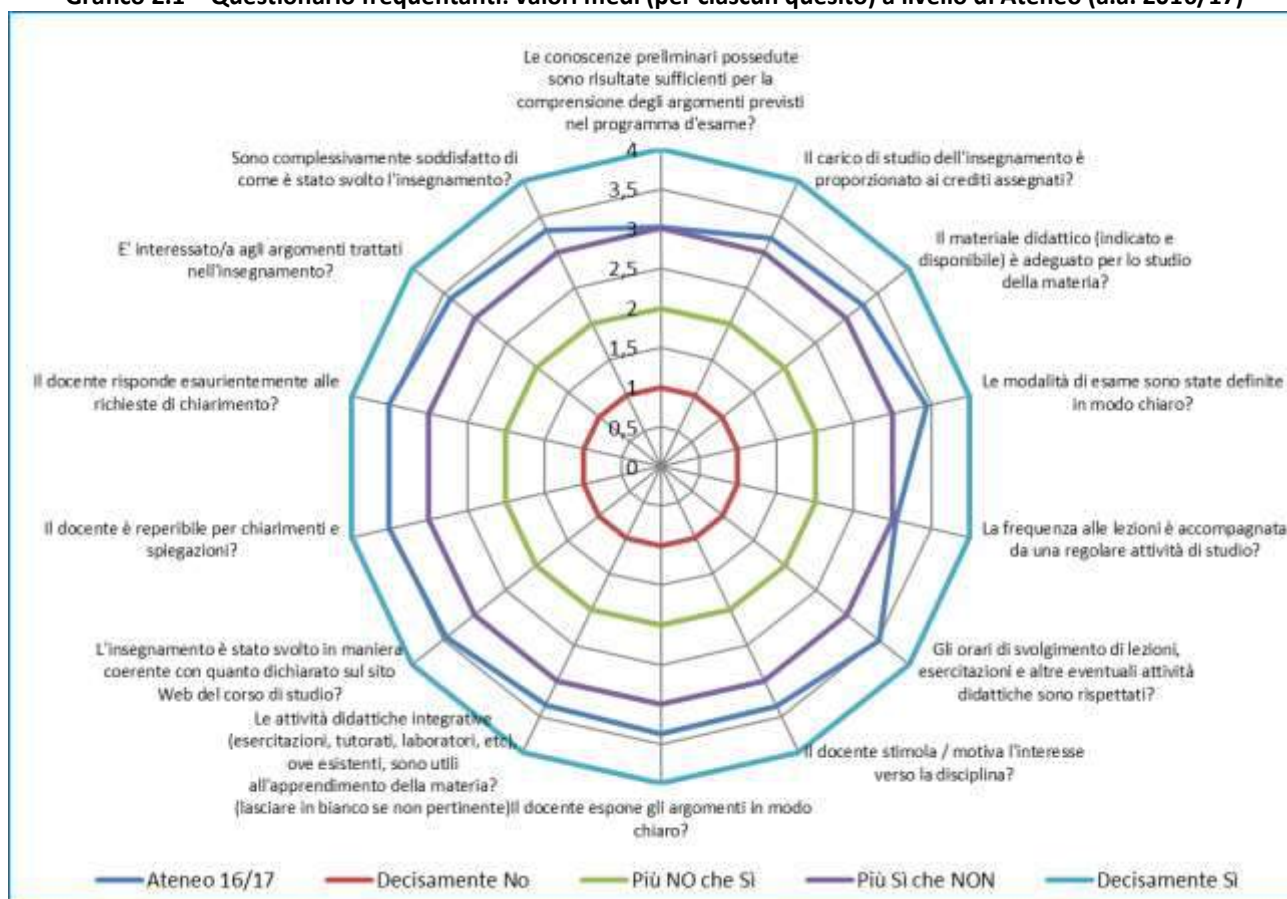 Grafico 2.1 – Questionario frequentanti: valori medi (per ciascun quesito) a livello di Ateneo (a.a. 2016/17)
Le conoscenze preliminari possedute
sono risultate sufficienti per la
comprensione degli argomenti previsti
nel programma d'esame?
Il carico di studio dell'insegnamento è
proporzionato ai crediti assegnati?
Il materiale didattico (indicato e
disponibile) è adeguato per lo studio
della materia?
Le modalità di esame sono state definite
in modo chiaro?
La frequenza alle lezioni è accompagnata
da una regolare attività di studio?
Gli orari di svolgimento di lezioni,
esercitazioni e altre eventuali attività
didattiche sono rispettati?
Il docente stimola / motiva l'interesse
verso la disciplina?
Il docente espone gli argomenti in modo
chiaro?
Le attività didattiche integrative
(esercitazioni, tutorati, laboratori, etc),
ove esistenti, sono utili
all'apprendimento della materia?
(lasciare in bianco se non pertinente)
L'insegnamento è stato svolto in maniera
coerente con quanto dichiarato sul sito
Web del corso di studio?
Il docente è reperibile per chiarimenti e
spiegazioni?
Il docente risponde esaurientemente alle
richieste di chiarimento?
E' interessato/a agli argomenti trattati
nell'insegnamento?
Sono complessivamente soddisfatto di
come è stato svolto l'insegnamento?
4
3,5
3
2,5
2
1,5
1
0,5
0
Ateneo 16/17 Decisamente No Più NO che Sì Più Sì che NON Decisamente Sì